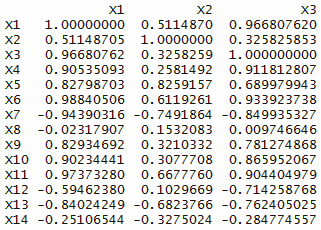 X1 X2 X3
X1 1.00000000 0.5114870 0.966807620
X2 0.51148705 1.0000000 0.325825853
X3 0.96680762 0.3258259 1.000000000
X4 0.90535093 0.2581492 0.911812807
X5 0.82798703 0.8259157 0.689979943
X6 0.98840506 0.6119261 0.933923738
X7 -0.94390316 -0.7491864 -0.849935327
X8 -0.02317907 0.1532083 0.009746646
X9 0.82934692 0.3210332 0.781274868
X10 0.90234441 0.3077708 0.865952067
X11 0.97373280 0.6677760 0.904404979
X12 -0.59462380 0.1029669 -0.714258768
X13 -0.84024249 -0.6823766 -0.762405025
X14 -0.25106544 -0.3275024 -0.284774557